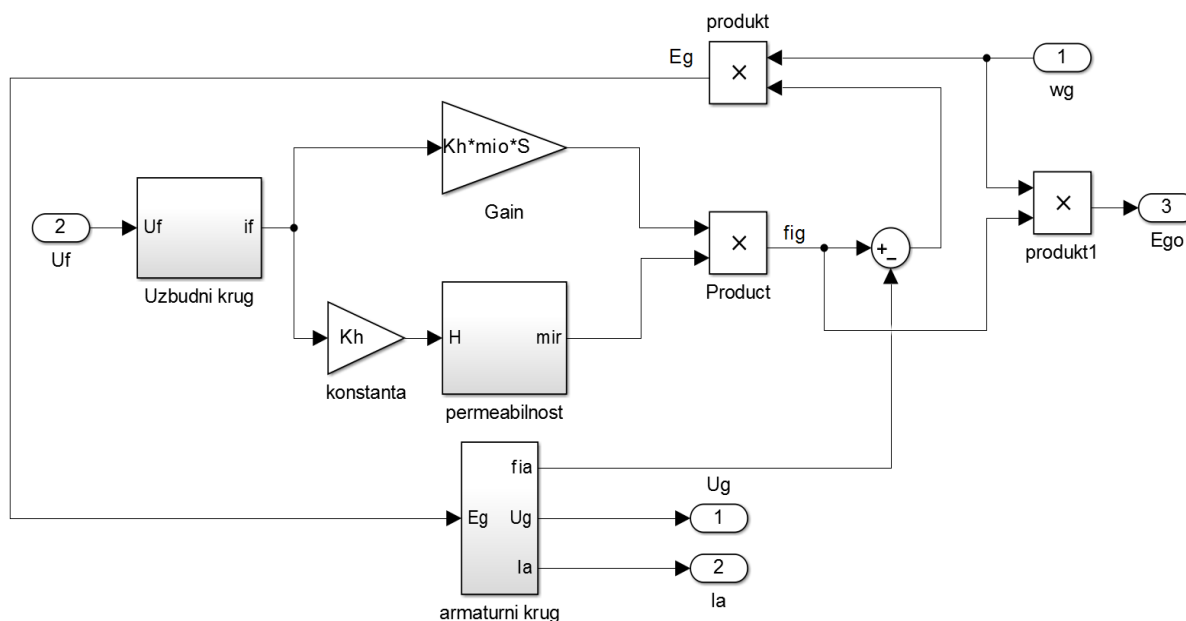 produkt
Eg
×
1
wg
Kh*mio*S
Gain
2
Uf
Uf
if
Uzbudni krug
×
fig
Product
+
−
×
produkt1
3
Ego
Kh
konstanta
H
mir
permeabilnost
fia
Eg
Ug
Ia
armaturni krug
Ug
1
2
Ia